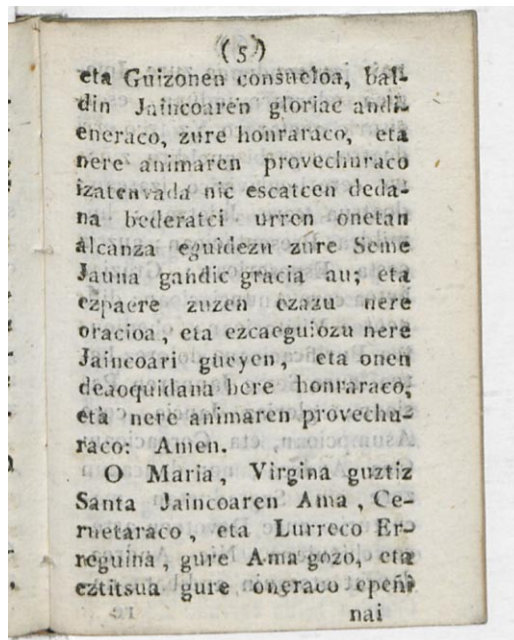 (5)
eta Guizonen consueloa, bal-
din Jaincoaren gloriac andi-
eneraco, zure honraraco, eta
nere animaren provechuraco
izatenvada nic escatcen deda-
na bederatci urren onetan
alcanza eguidezu zure Seme
Jauna gandic gracia au; eta
ezpaere zuzen ezazu nere
oracioa, eta ezcaeguiozu nere
Jaincoari gueyen, eta onen
deaoquidana bere honraraco,
eta nere animaren provechu-
raco: Amen.
O Maria, Virgina guztiz
Santa Jaincoaren Ama, Ce-
ruetaraco, eta Lurreco Er-
reguina, gure Ama gozo, eta
eztitsua gure oneraco
nai